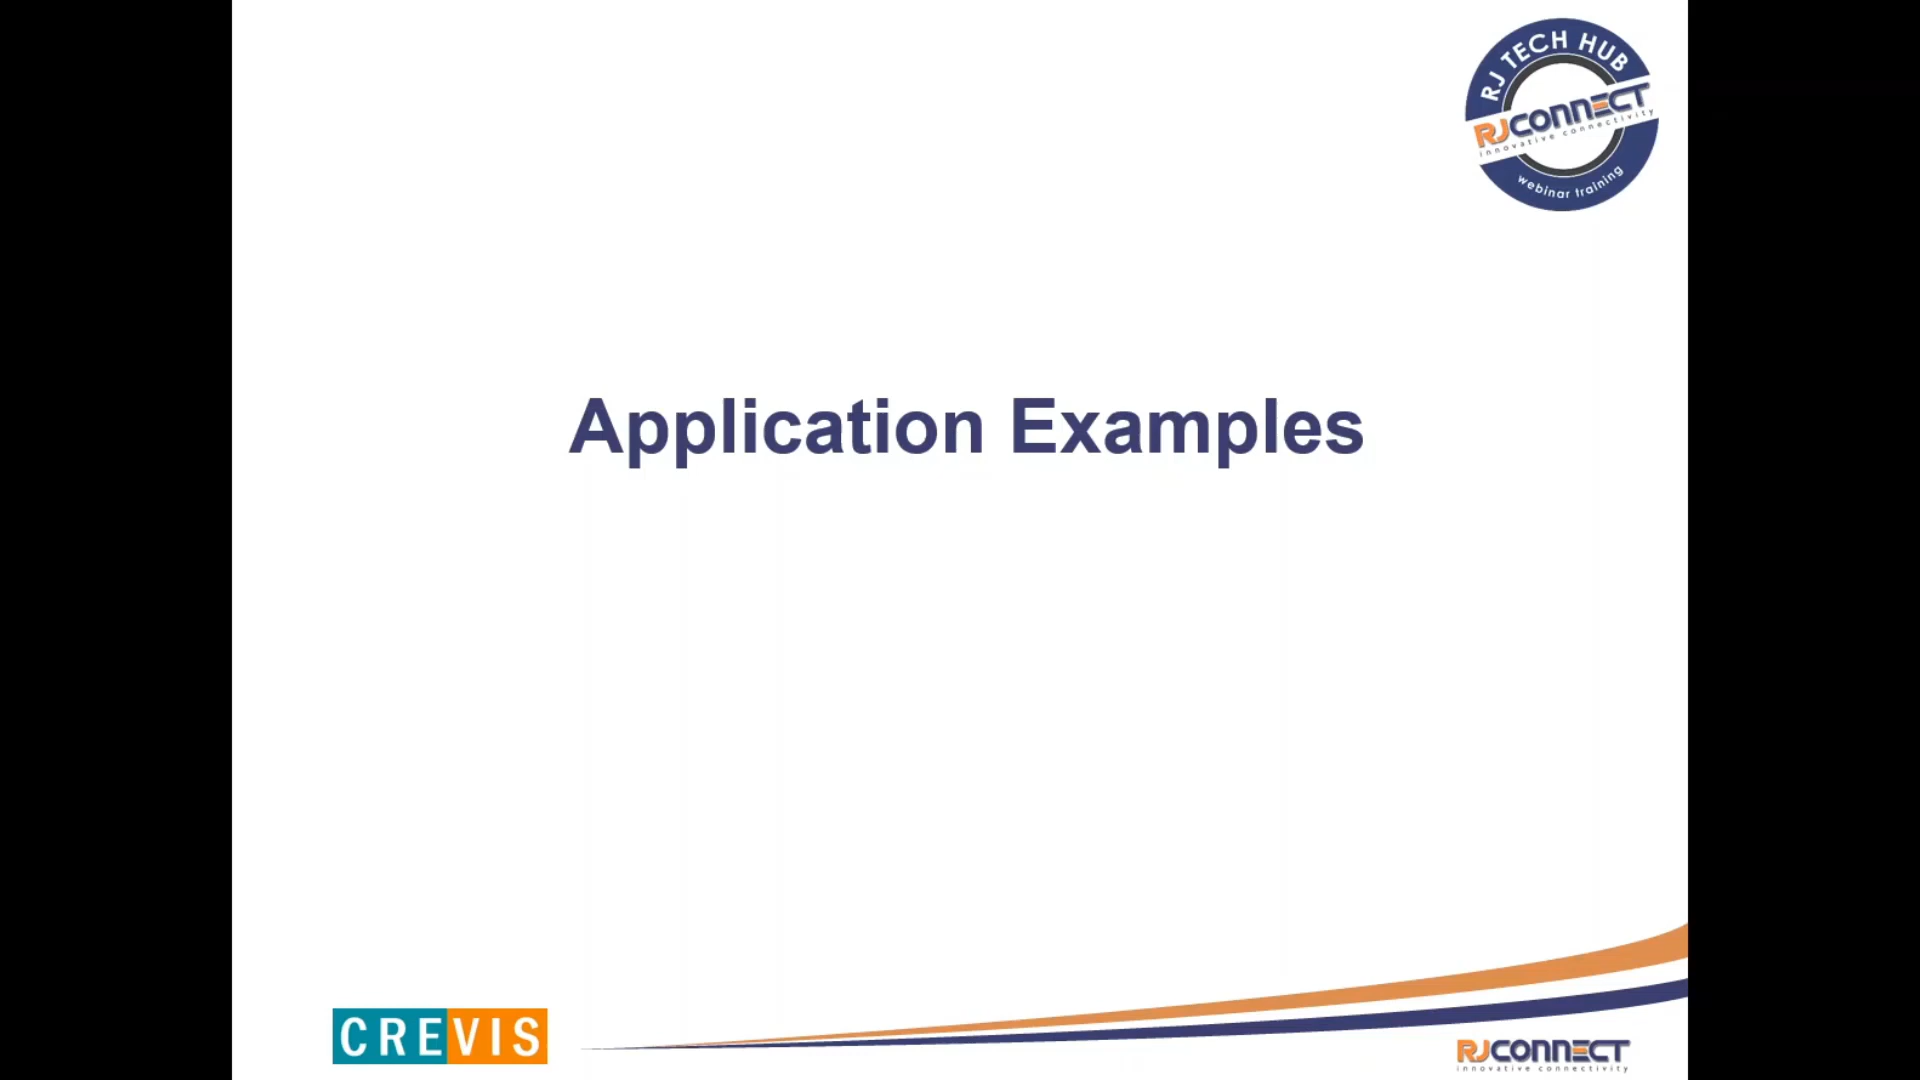 RJ TECH HUB
RJCONNECT
innovative connectivity
webinar training
Application Examples
CREVIS
RJCONNECT
innovative connectivity